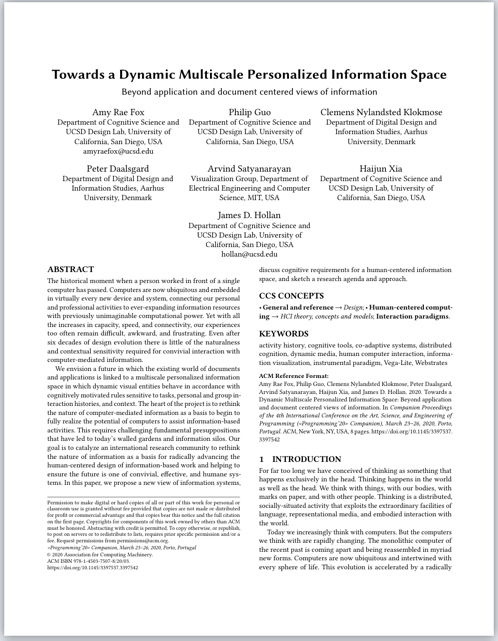 Towards a Dynamic Multiscale Personalized Information Space
Beyond application and document centered views of information
Amy Rae Fox
Department of Cognitive Science and
UCSD Design Lab, University of
California, San Diego, USA
amyraefox@ucsd.edu
Philip Guo
Department of Cognitive Science and
UCSD Design Lab, University of
California, San Diego, USA
Clemens Nylandsted Klokmose
Department of Digital Design and
Information Studies, Aarhus
University, Denmark
Peter Dalsgaard
Department of Digital Design and
Information Studies, Aarhus
University, Denmark
Arvind Satyanarayan
Visualization Group, Department of
Electrical Engineering and Computer
Science, MIT, USA
Haijun Xia
Department of Cognitive Science and
UCSD Design Lab, University of
California, San Diego, USA
James D. Hollan
Department of Cognitive Science and
UCSD Design Lab, University of
California, San Diego, USA
hollan@ucsd.edu
ABSTRACT
The historical moment when a person worked in front of a single
computer has passed. Computers are now ubiquitous and embedded
in virtually every new device and system, connecting our personal
and professional activities to ever-expanding information resources
with previously unimaginable computational power. Yet with all
the increases in capacity, speed, and connectivity, our experiences
too often remain difficult, awkward, and frustrating. Even after
six decades of design evolution there is little of the naturalness
and contextual sensitivity required for convivial interaction with
computer-mediated information.
We envision a future in which the existing world of documents
and applications is linked to a multiscale personalized information
space in which dynamic visual entities behave in accordance with
cognitively motivated rules sensitive to tasks, personal and group in-
teraction histories, and context. The heart of the project is to rethink
the nature of computer-mediated information as a basis to begin to
fully realize the potential of computers to assist information-based
activities. This requires challenging fundamental presuppositions
that have led to today's walled gardens and information silos. Our
goal is to catalyze an international research community to rethink
the nature of information as a basis for radically advancing the
human-centered design of information-based work and helping to
ensure the future is one of convivial, effective, and humane sys-
tems. In this paper, we propose a new view of information systems,
Permission to make digital or hard copies of all or part of this work for personal or
classroom use is granted without fee provided that copies are not made or distributed
for profit or commercial advantage and that copies bear this notice and the full citation
on the first page. Copyrights for components of this work owned by others than ACM
must be honored. Abstracting with credit is permitted. To copy otherwise, or republish,
to post on servers or to redistribute to lists, requires prior specific permission and/or a
fee. Request permissions from permissions@acm.org.
<Programming'20> Companion, March 23–26, 2020, Porto, Portugal
© 2020 Association for Computing Machinery.
ACM ISBN 978-1-4503-7507-8/20/03.
https://doi.org/10.1145/3397537.3397542
discuss cognitive requirements for a human-centered information
space, and sketch a research agenda and approach.
CCS CONCEPTS
• General and reference → Design; • Human-centered comput-
ing → HCI theory, concepts and models; Interaction paradigms.
KEYWORDS
activity history, cognitive tools, co-adaptive systems, distributed
cognition, dynamic media, human computer interaction, informa-
tion visualization, instrumental paradigm, Vega-Lite, Webstrates
ACM Reference Format:
Amy Rae Fox, Philip Guo, Clemens Nylandsted Klokmose, Peter Dalsgaard,
Arvind Satyanarayan, Haijun Xia, and James D. Hollan. 2020. Towards a
Dynamic Multiscale Personalized Information Space: Beyond application
and document centered views of information. In Companion Proceedings
of the 4th International Conference on the Art, Science, and Engineering of
Programming (<Programming'20> Companion), March 23–26, 2020, Porto,
Portugal. ACM, New York, NY, USA, 8 pages. https://doi.org/10.1145/3397537.
3397542
1 INTRODUCTION
For far too long we have conceived of thinking as something that
happens exclusively in the head. Thinking happens in the world
as well as the head. We think with things, with our bodies, with
marks on paper, and with other people. Thinking is a distributed,
socially-situated activity that exploits the extraordinary facilities of
language, representational media, and embodied interaction with
the world.
Today we increasingly think with computers. But the computers
we think with are rapidly changing. The monolithic computer of
the recent past is coming apart and being reassembled in myriad
new forms. Computers are now ubiquitous and intertwined with
every sphere of life. This evolution is accelerated by a radically